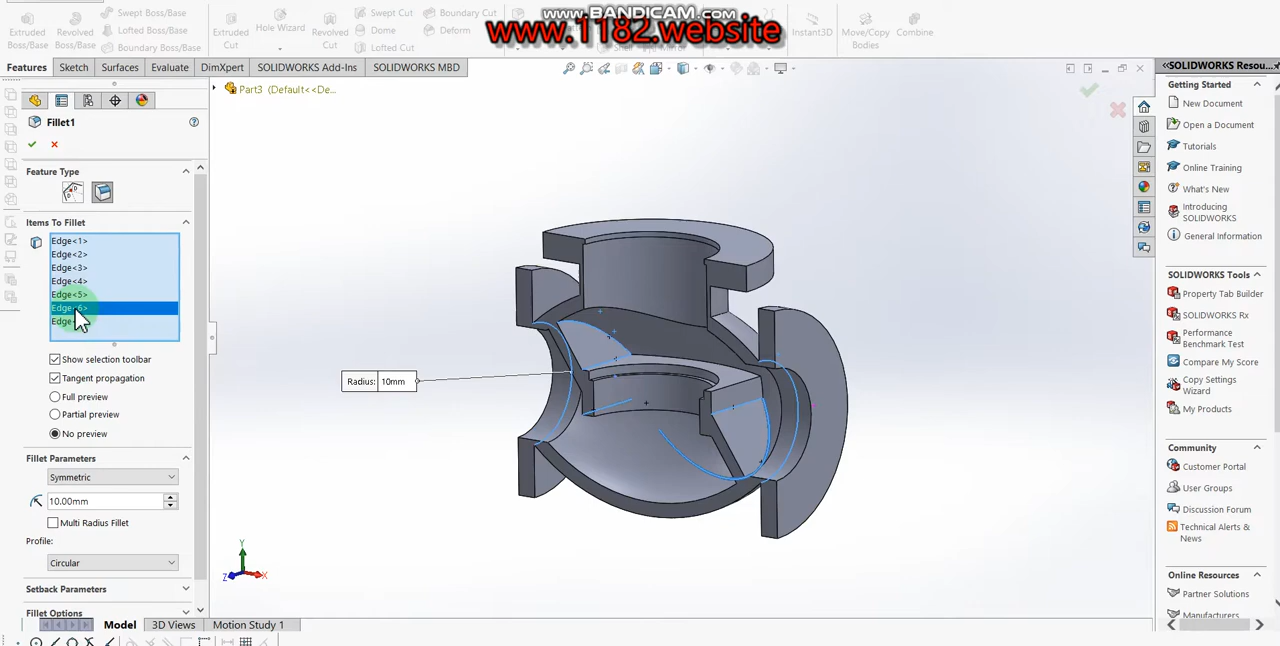 WWW.BANDICAM.COM
www.1182.website
Extruded Boss/Base
Revolved Boss/Base
Swept Boss/Base
Lofted Boss/Base
Boundary Boss/Base
Extruded Cut
Hole Wizard
Revolved Cut
Swept Cut
Dome
Lofted Cut
Boundary Cut
Deform
Shell
Mirror
Instant3D
Move/Copy Bodies
Combine
Features
Sketch
Surfaces
Evaluate
DimXpert
SOLIDWORKS Add-Ins
SOLIDWORKS MBD
Part3 (Default<<De...
Fillet1
Feature Type
Items To Fillet
Edge<1>
Edge<2>
Edge<3>
Edge<4>
Edge<5>
Edge<6>
Show selection toolbar
Tangent propagation
Full preview
Partial preview
No preview
Fillet Parameters
Symmetric
10.00mm
Multi Radius Fillet
Profile:
Circular
Setback Parameters
Fillet Options
Radius: 10mm
Y
Z
X
Model
3D Views
Motion Study 1
SOLIDWORKS Resou...
Getting Started
New Document
Open a Document
Tutorials
Online Training
What's New
Introducing
SOLIDWORKS
General Information
SOLIDWORKS Tools
Property Tab Builder
SOLIDWORKS Rx
Performance
Benchmark Test
Compare My Score
Copy Settings
Wizard
My Products
Community
Customer Portal
User Groups
Discussion Forum
Technical Alerts &
News
Online Resources
Partner Solutions
Manufacturers